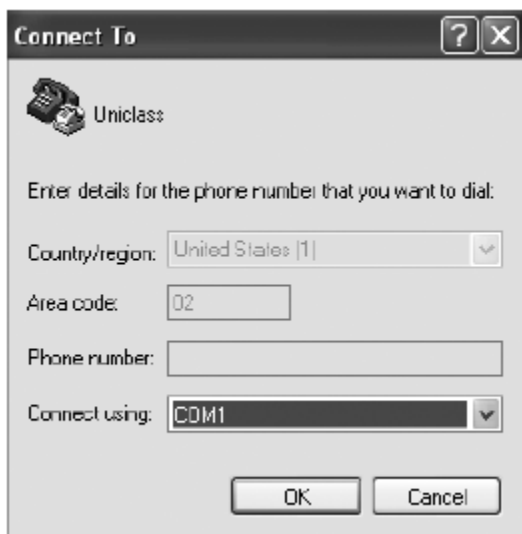 Connect To
Uniclass
Enter details for the phone number that you want to dial:
Country/region: United States (1)
Area code: 02
Phone number:
Connect using: COM1
OK Cancel